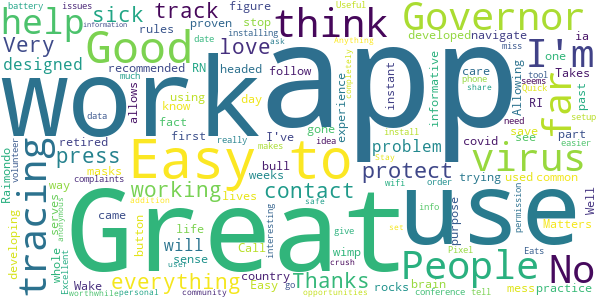 battery issues
information
help sick track proven figure think Governor
Very stop rules developed navigate
designed Good love installing date ask Useful Anything miss ia
recommended RN headed follow instant care one I'm
allows using day experience informative Allowing Takes
much know phone share seems tool Quick
work app fact first I've gone idea completely install RI past
data retired really makes bull problem save see need setup
Easy to weeks Stay part easier
press masks protect covid virus fan
complaints wifi order trying used common
tracing volunteer way working contact lives info purpose permission Well
Raimondo developing serves anonymous Great came life interesting safe use
button will sense Call Thanks give wimp People Matters No
whole Wake everything user Easy go set rocks Pixel Eats
Excellent addition country crush brain mess practice
worthwhile personal community opportunities conference tell